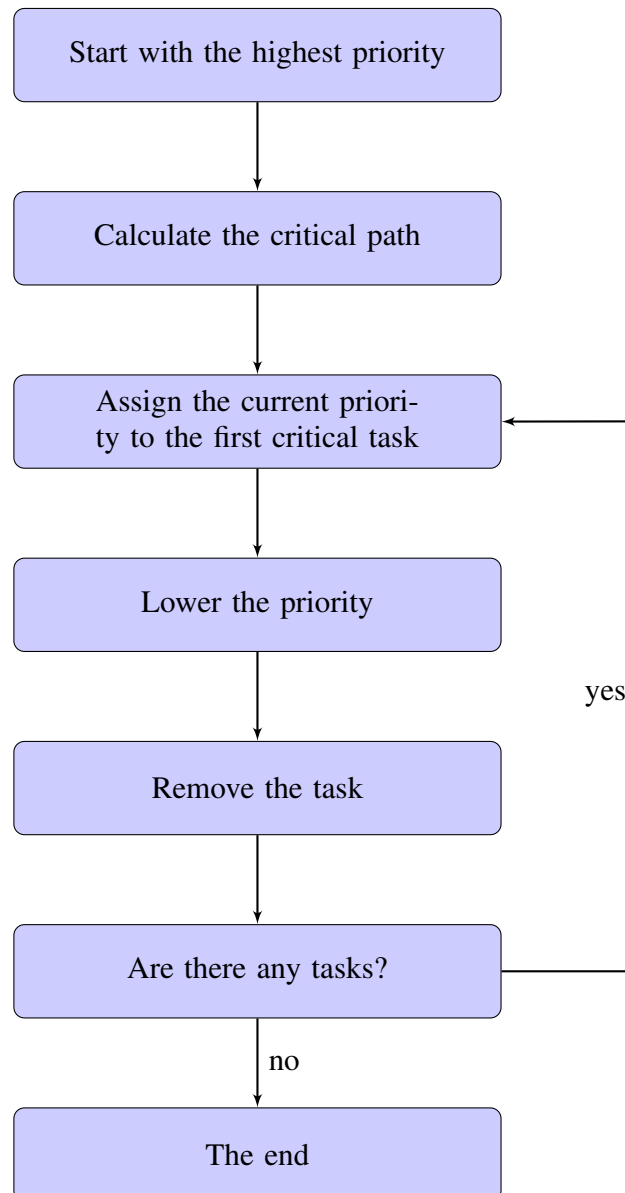 Start with the highest priority
Calculate the critical path
Assign the current priori-
ty to the first critical task
Lower the priority
yes
Remove the task
Are there any tasks?
no
The end